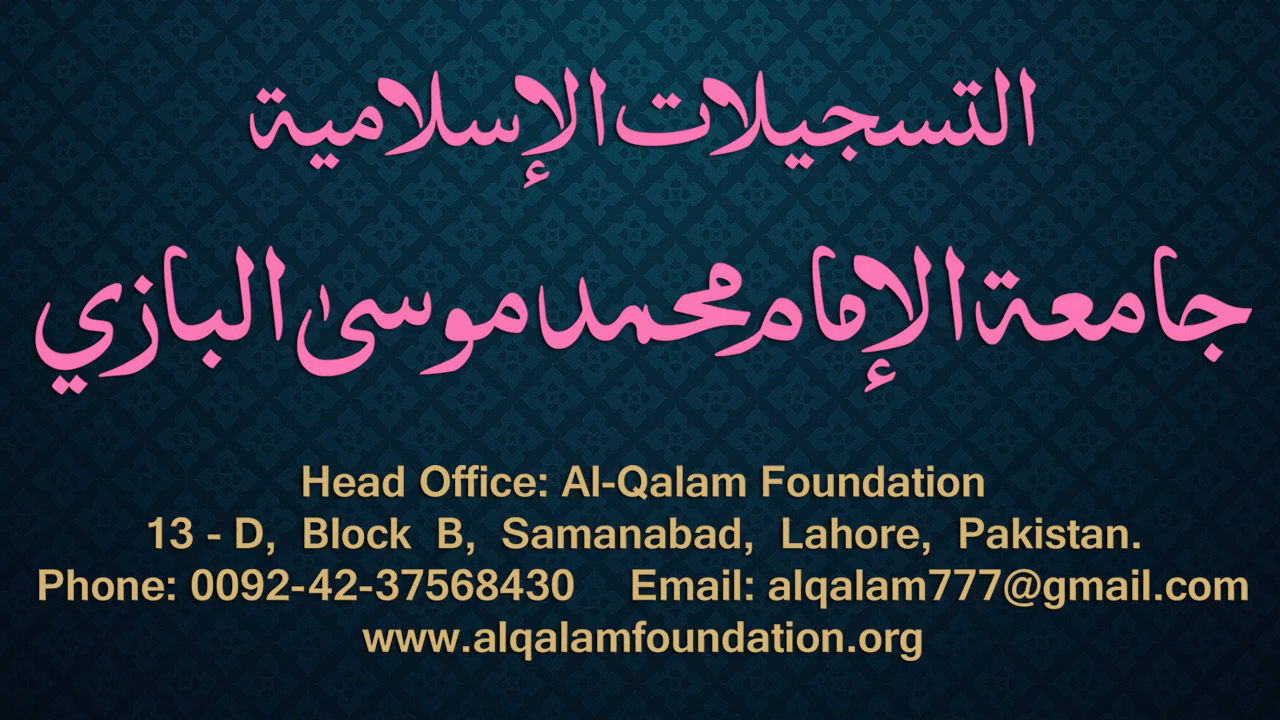 التسجيلات الإسلامية
جامعة الإمام محمد موسىٰ البازي
Head Office: Al-Qalam Foundation
13 - D, Block B, Samanabad, Lahore, Pakistan.
Phone: 0092-42-37568430 Email: alqalam777@gmail.com
www.alqalamfoundation.org